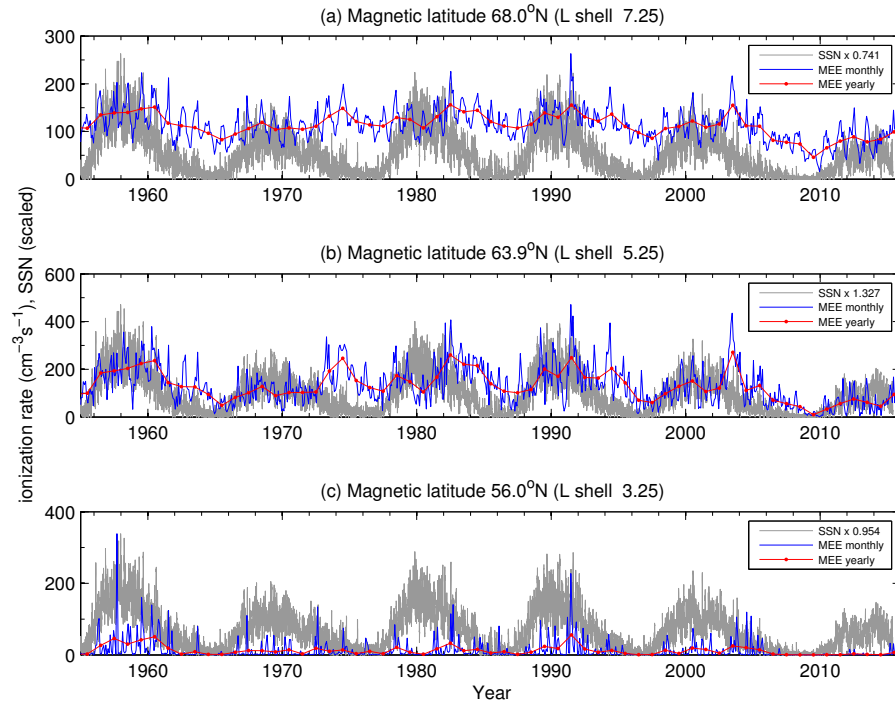 (a) Magnetic latitude 68.0°N (L shell 7.25)
300
200
100
0
SSN x 0.741
MEE monthly
MEE yearly
1960 1970 1980 1990 2000 2010
(b) Magnetic latitude 63.9°N (L shell 5.25)
ionization rate (cm⁻³s⁻¹), SSN (scaled)
600
400
200
0
SSN x 1.327
MEE monthly
MEE yearly
1960 1970 1980 1990 2000 2010
(c) Magnetic latitude 56.0°N (L shell 3.25)
400
200
0
SSN x 0.954
MEE monthly
MEE yearly
1960 1970 1980 1990 2000 2010
Year